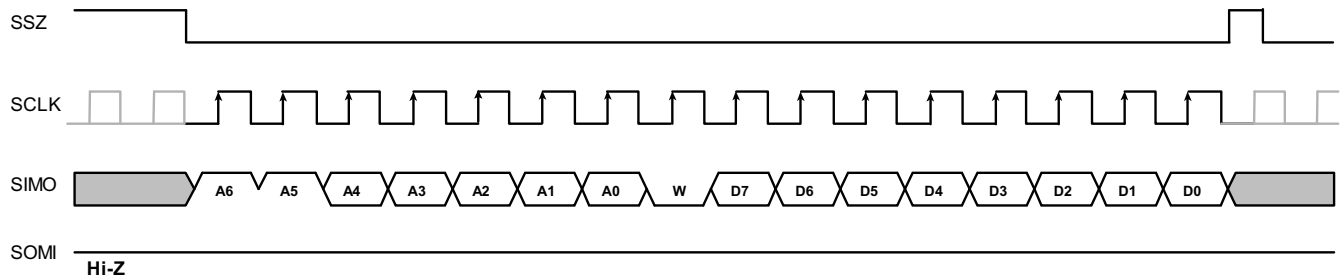 SSZ
SCLK
SIMO A6 A5 A4 A3 A2 A1 A0 W D7 D6 D5 D4 D3 D2 D1 D0
SOMI
Hi-Z